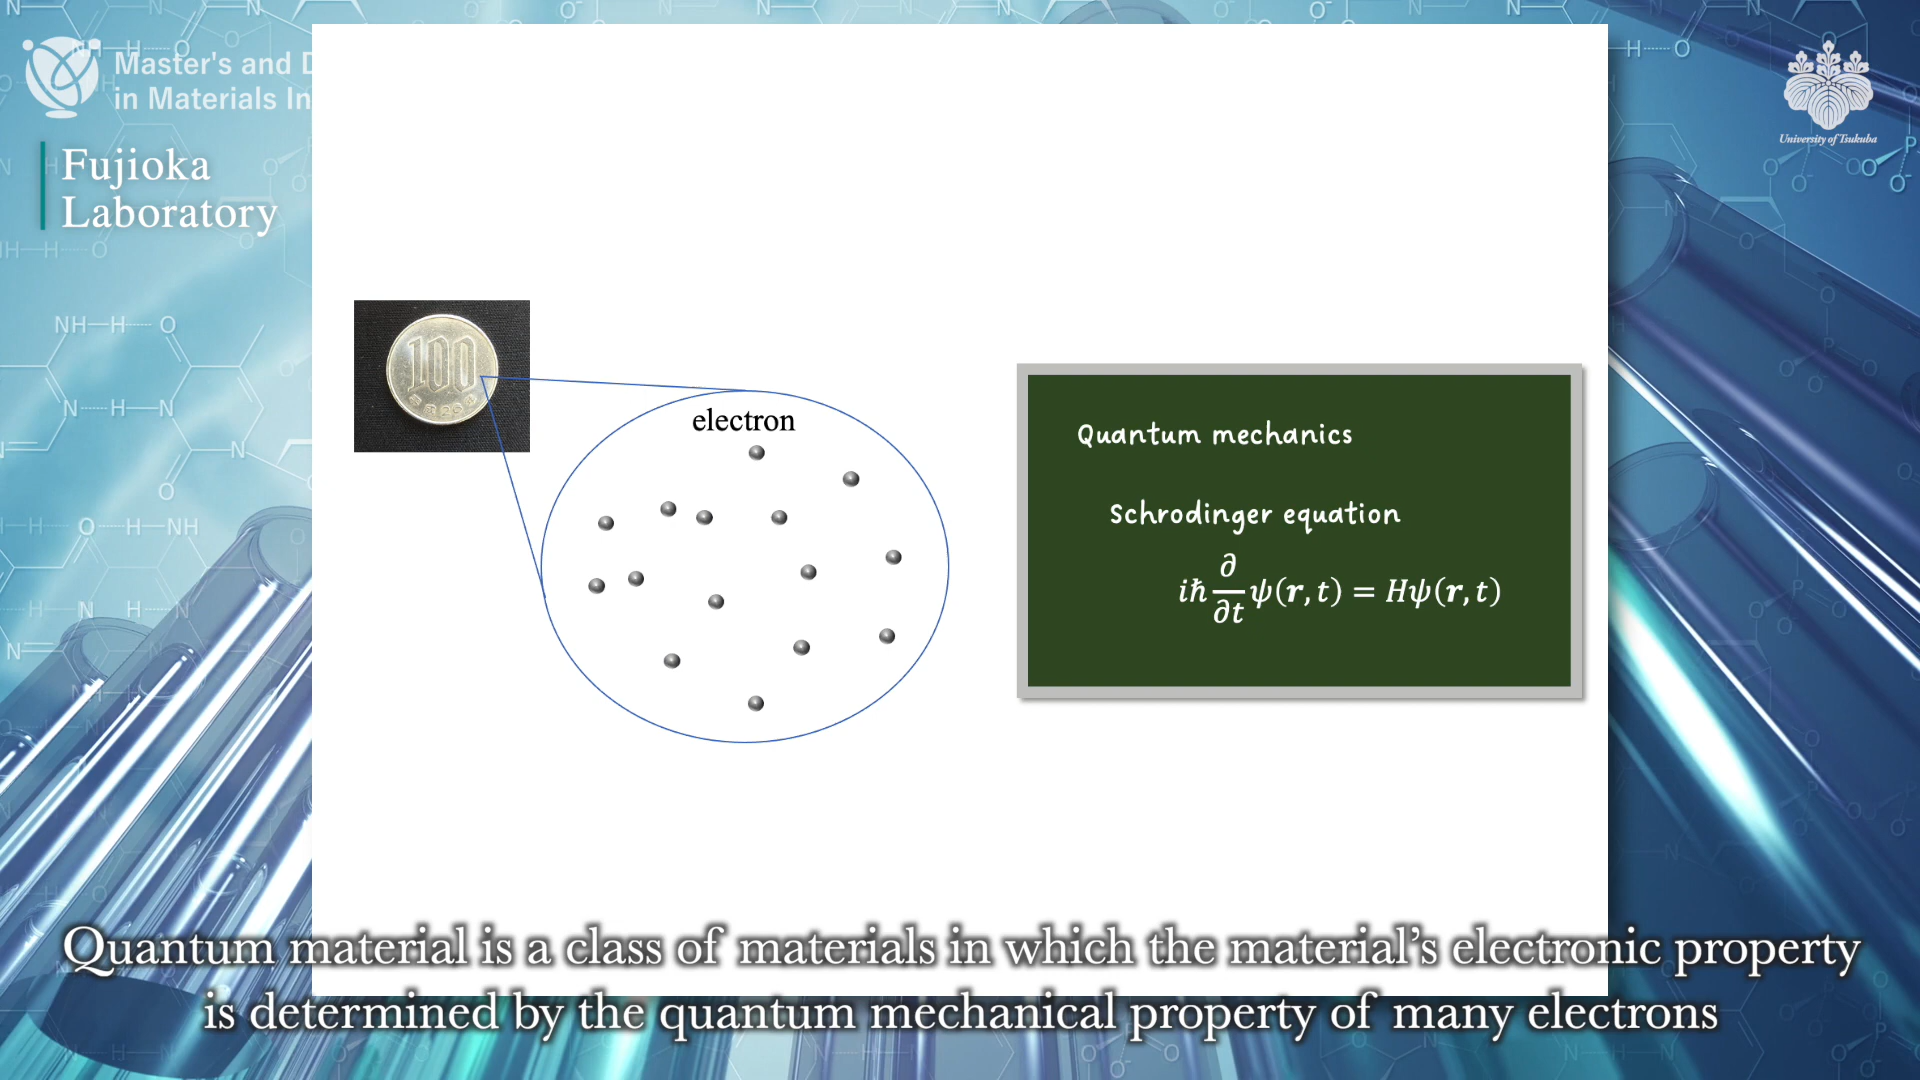 Master's and D
in Materials In
Fujioka
Laboratory
University of Tsukuba
100
electron
Quantum mechanics
Schrodinger equation
iħ ∂/∂t ψ(r, t) = Hψ(r, t)
Quantum material is a class of materials in which the material's electronic property
is determined by the quantum mechanical property of many electrons